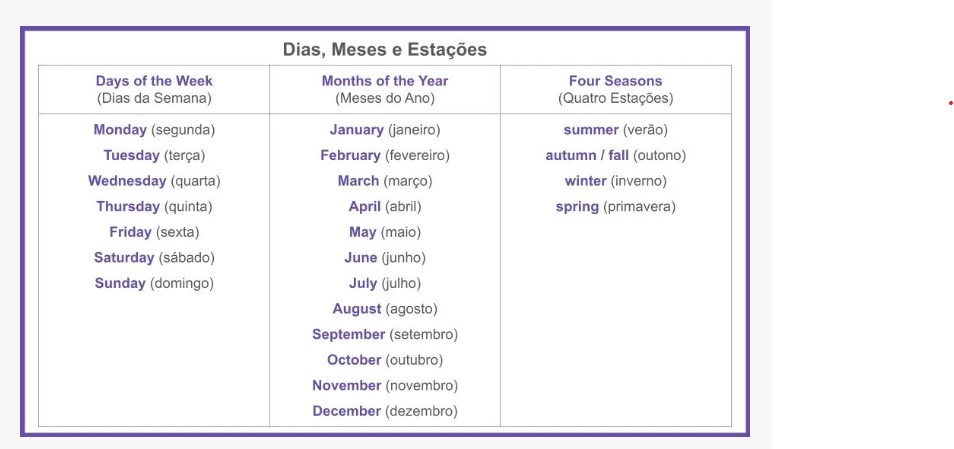 Dias, Meses e Estações
Days of the Week
(Dias da Semana)
Monday (segunda)
Tuesday (terça)
Wednesday (quarta)
Thursday (quinta)
Friday (sexta)
Saturday (sábado)
Sunday (domingo)
Months of the Year
(Meses do Ano)
January (janeiro)
February (fevereiro)
March (março)
April (abril)
May (maio)
June (junho)
July (julho)
August (agosto)
September (setembro)
October (outubro)
November (novembro)
December (dezembro)
Four Seasons
(Quatro Estações)
summer (verão)
autumn / fall (outono)
winter (inverno)
spring (primavera)